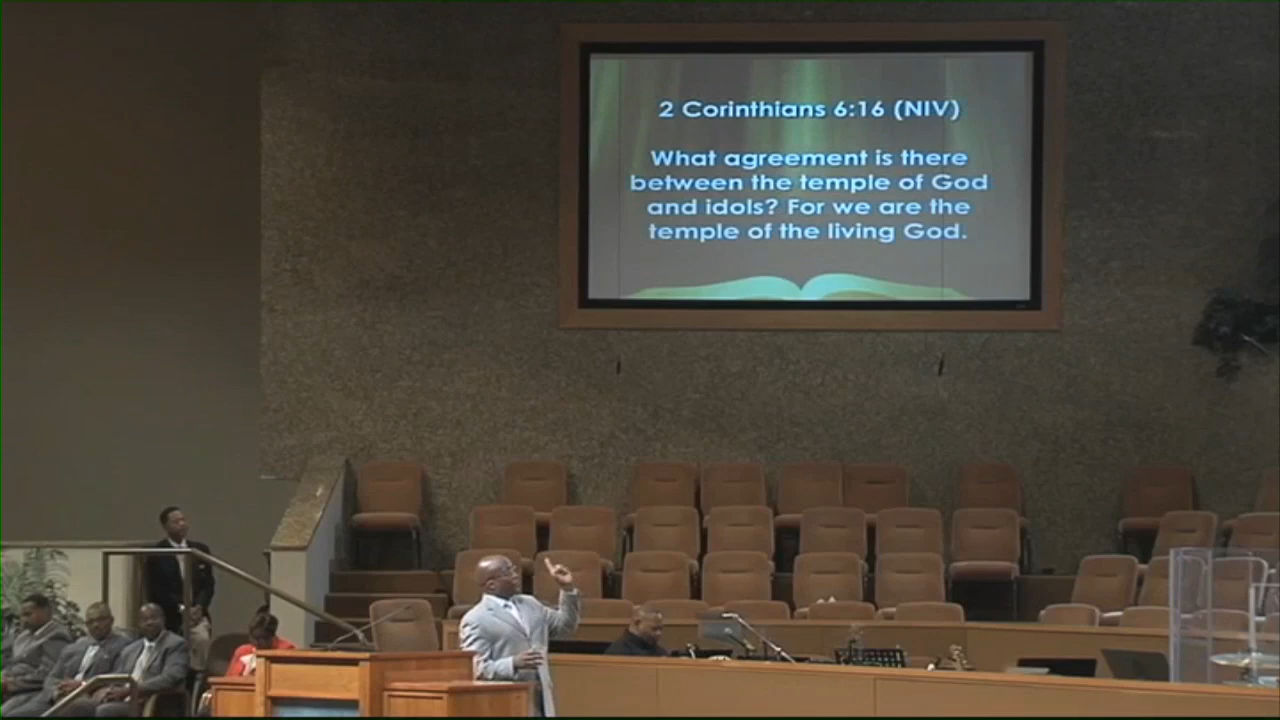 2 Corinthians 6:16 (NIV)
What agreement is there
between the temple of God
and idols? For we are the
temple of the living God.